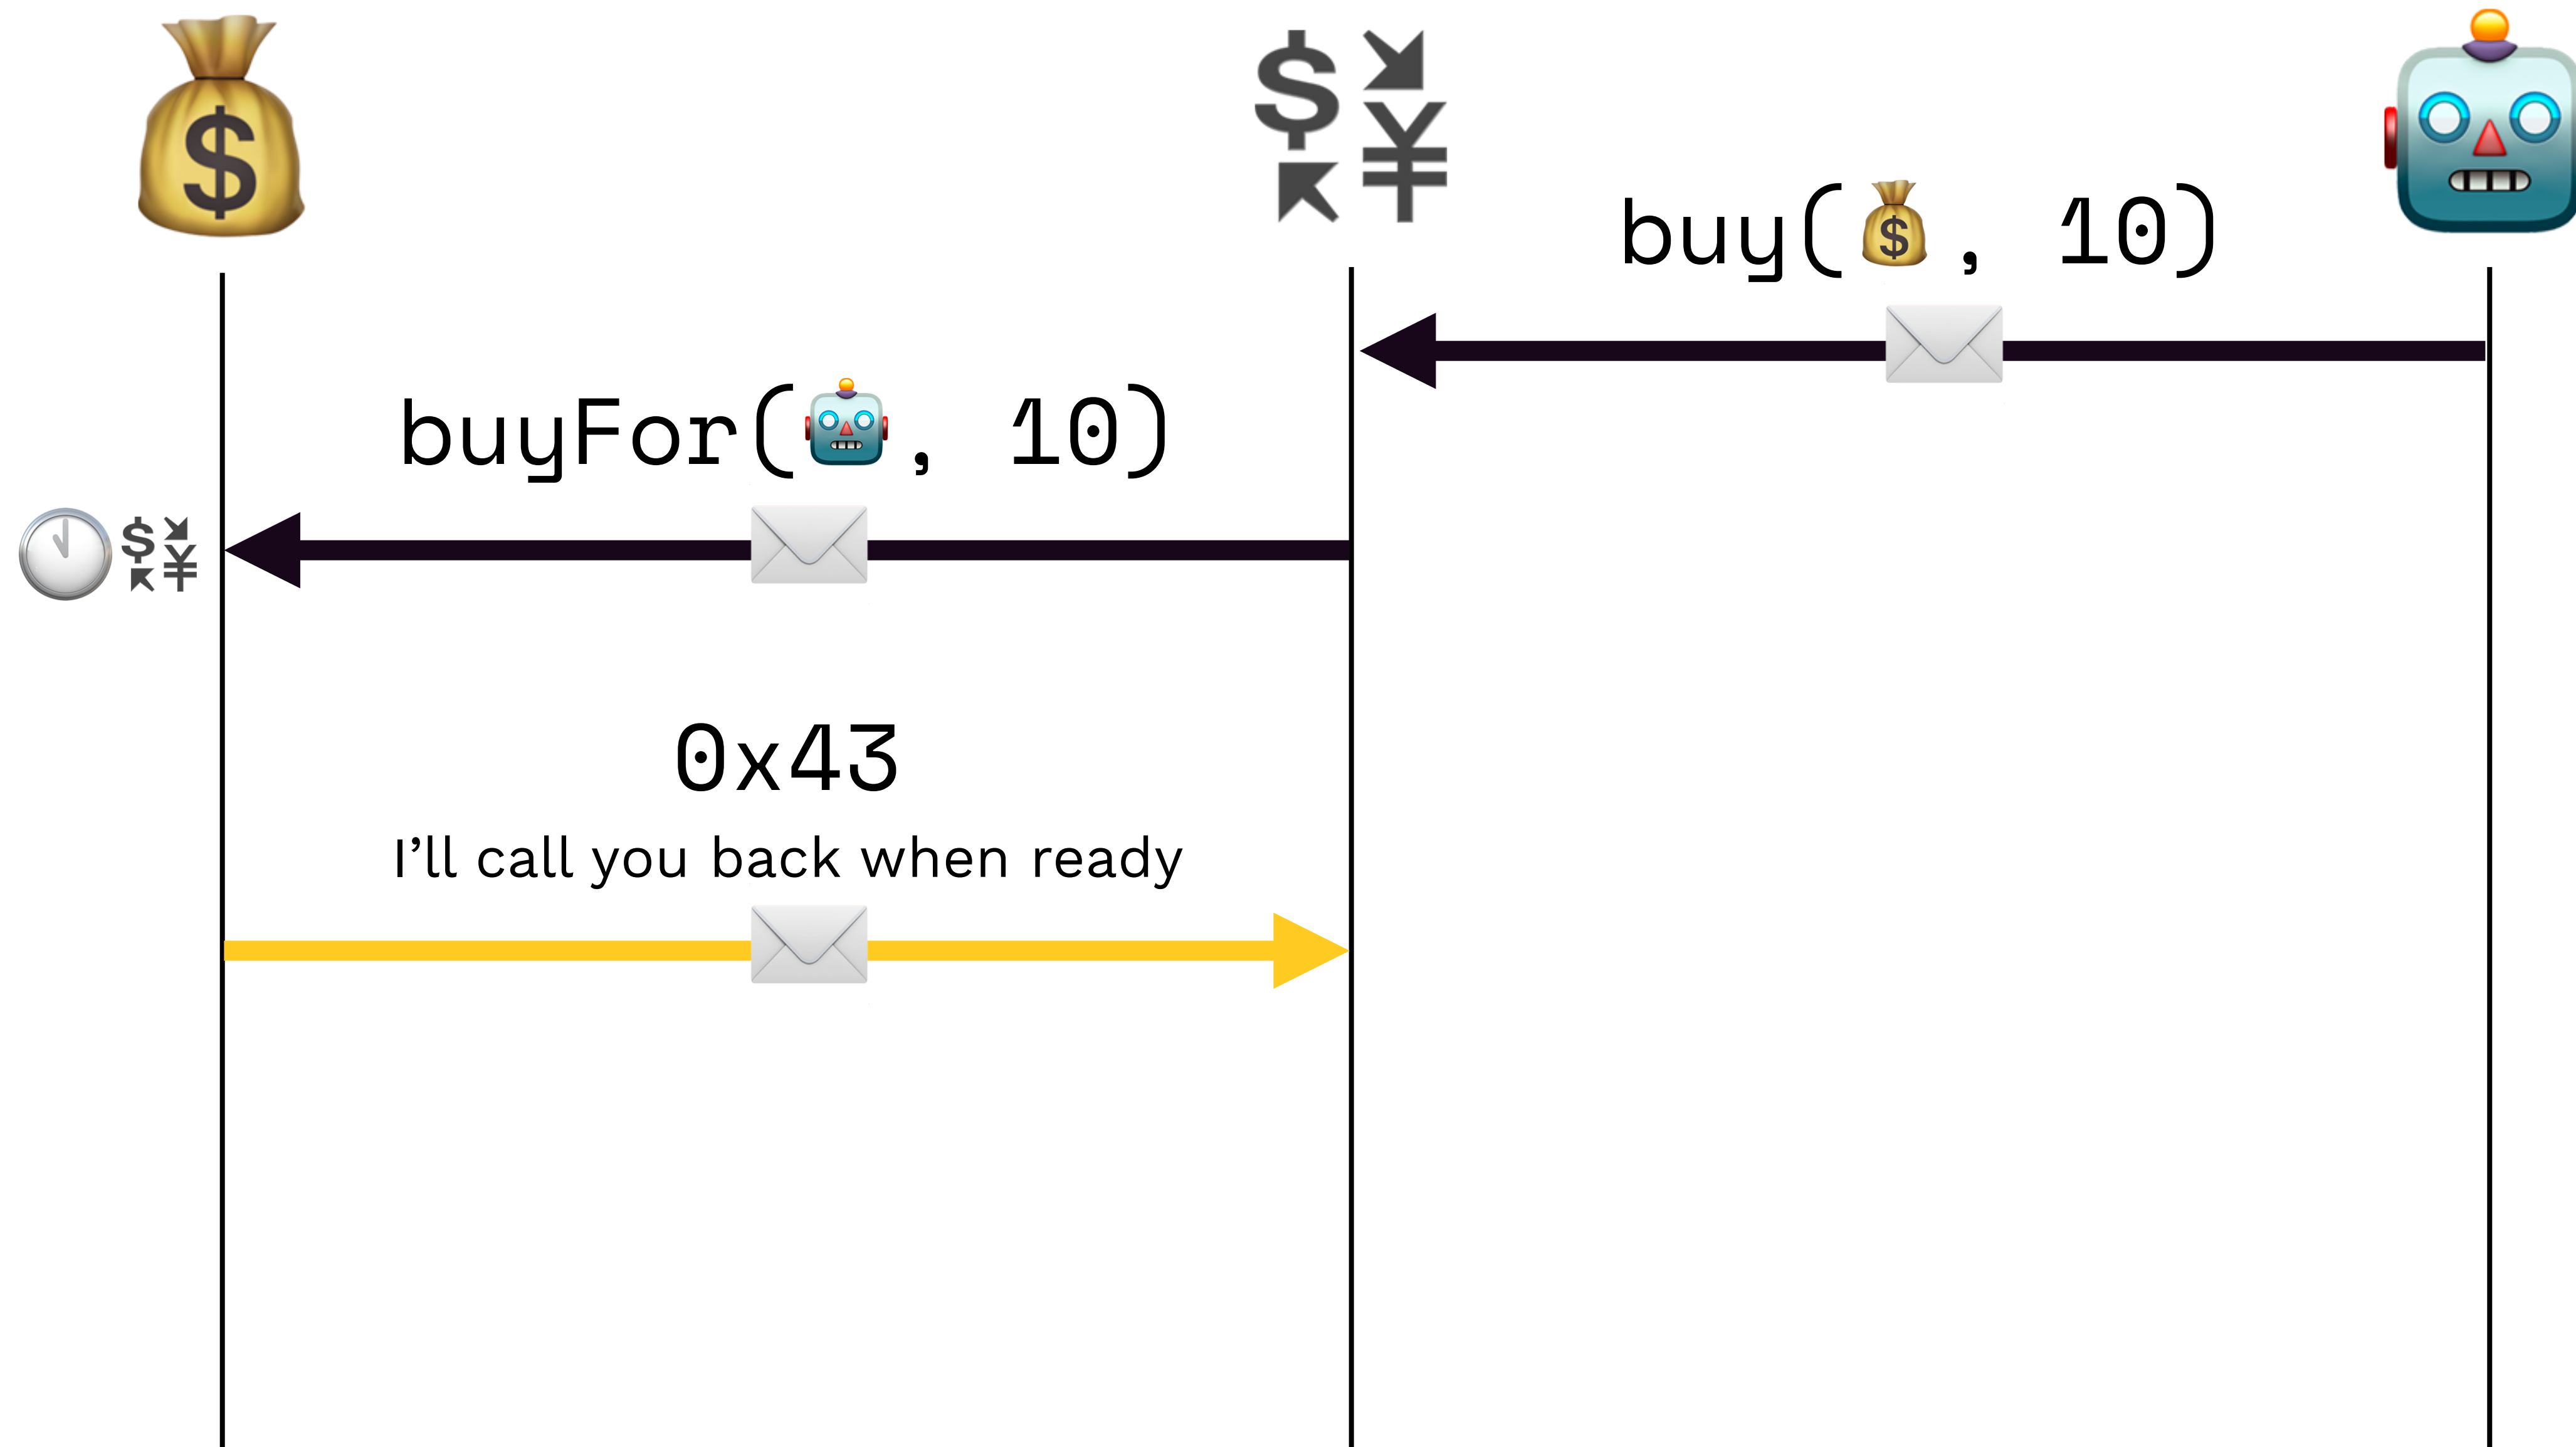 buy(💰, 10)
buyFor(🤖, 10)
0x43
I’ll call you back when ready